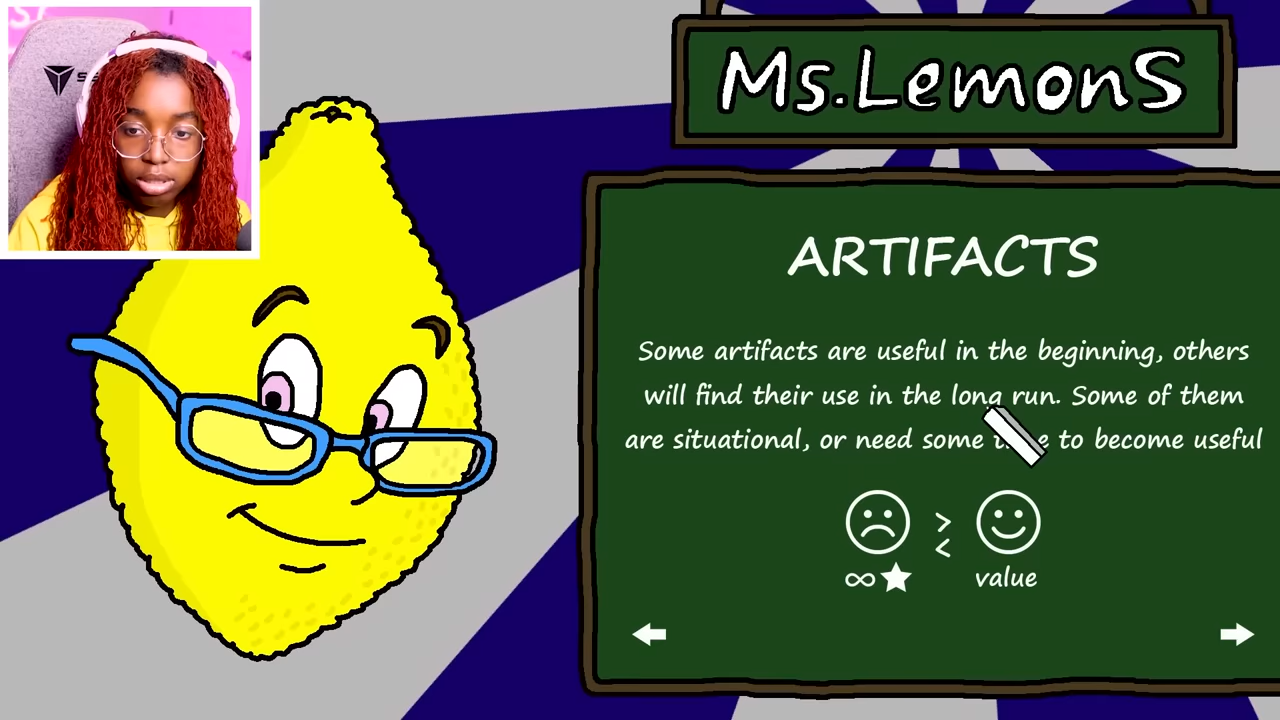 Ms.LemonS
ARTIFACTS
Some artifacts are useful in the beginning, others
will find their use in the long run. Some of them
are situational, or need some to become useful
> <
∞★ value